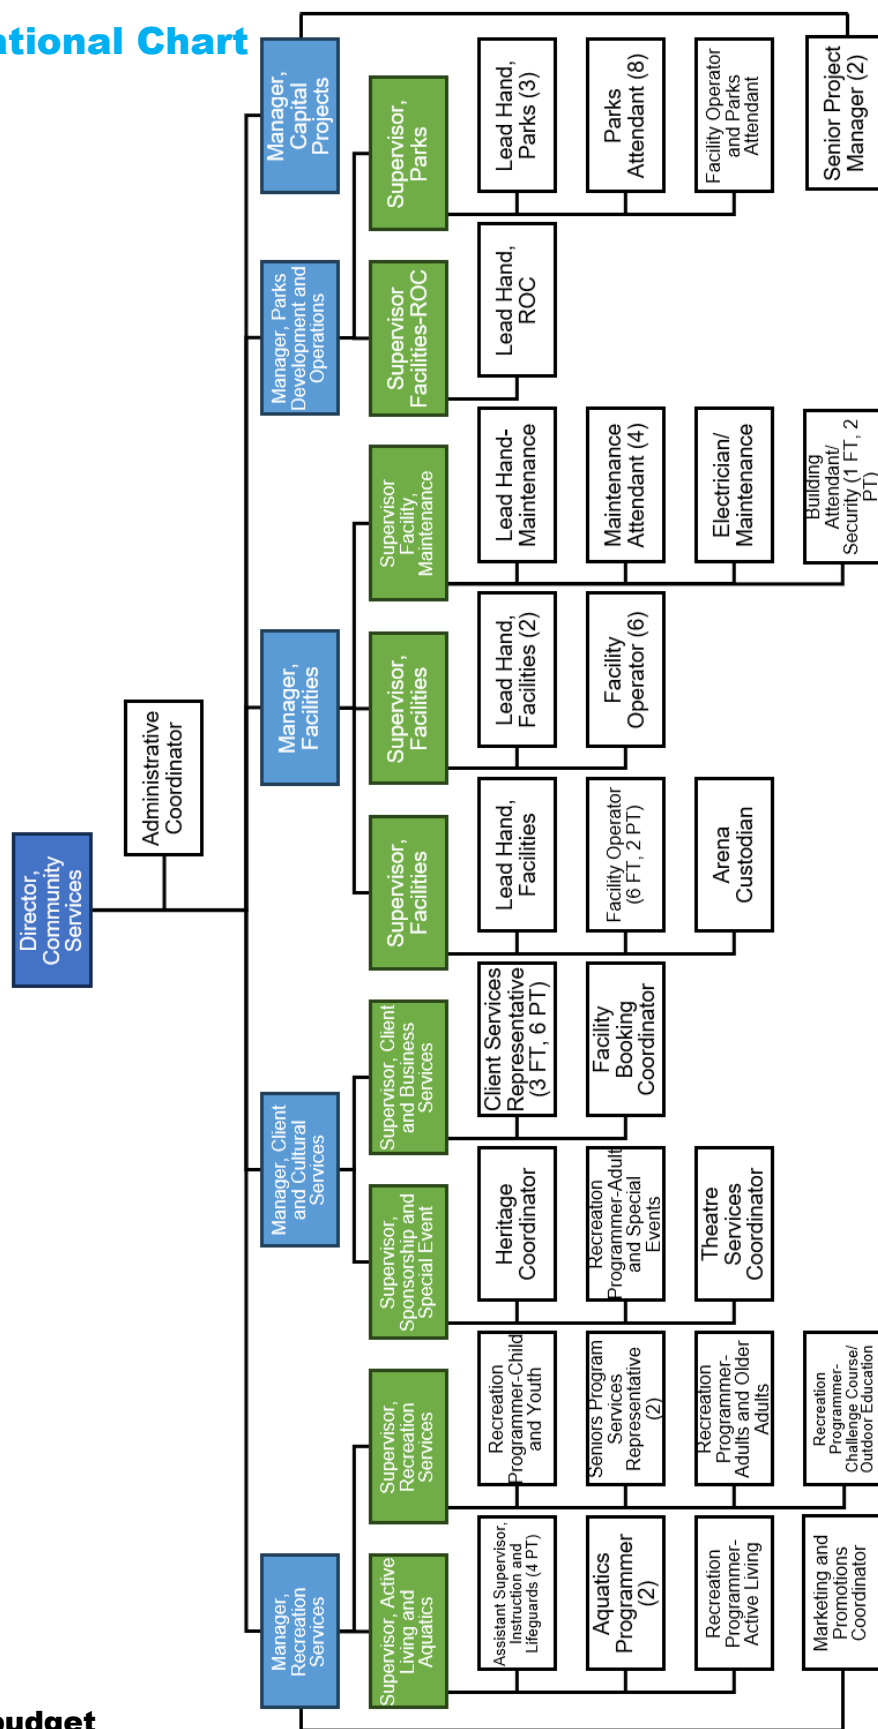 ational Chart
Director,
Community
Services
Administrative
Coordinator
Manager,
Recreation
Services
Manager, Client
and Cultural
Services
Manager,
Facilities
Manager, Parks
Development and
Operations
Manager,
Capital
Projects
Supervisor, Active
Living and
Aquatics
Supervisor,
Recreation
Services
Supervisor,
Sponsorship and
Special Event
Supervisor, Client
and Business
Services
Supervisor,
Facilities
Supervisor,
Facilities
Supervisor
Facility,
Maintenance
Supervisor
Facilities-ROC
Supervisor,
Parks
Assistant Supervisor,
Instruction and
Lifeguards (4 PT)
Recreation
Programmer-Child
and Youth
Heritage
Coordinator
Client Services
Representative
(3 FT, 6 PT)
Lead Hand,
Facilities
Lead Hand,
Facilities (2)
Lead Hand-
Maintenance
Lead Hand,
ROC
Lead Hand,
Parks (3)
Aquatics
Programmer
(2)
Seniors Program
Services
Representative
(2)
Recreation
Programmer-Adult
and Special
Events
Facility
Booking
Coordinator
Facility Operator
(6 FT, 2 PT)
Facility
Operator (6)
Maintenance
Attendant (4)
Parks
Attendant (8)
Recreation
Programmer-
Active Living
Recreation
Programmer-
Adults and Older
Adults
Theatre
Services
Coordinator
Arena
Custodian
Electrician/
Maintenance
Facility Operator
and Parks
Attendant
Marketing and
Promotions
Coordinator
Recreation
Programmer-
Challenge Course/
Outdoor Education
Building
Attendant/
Security (1 FT, 2
PT)
Senior Project
Manager (2)
budget